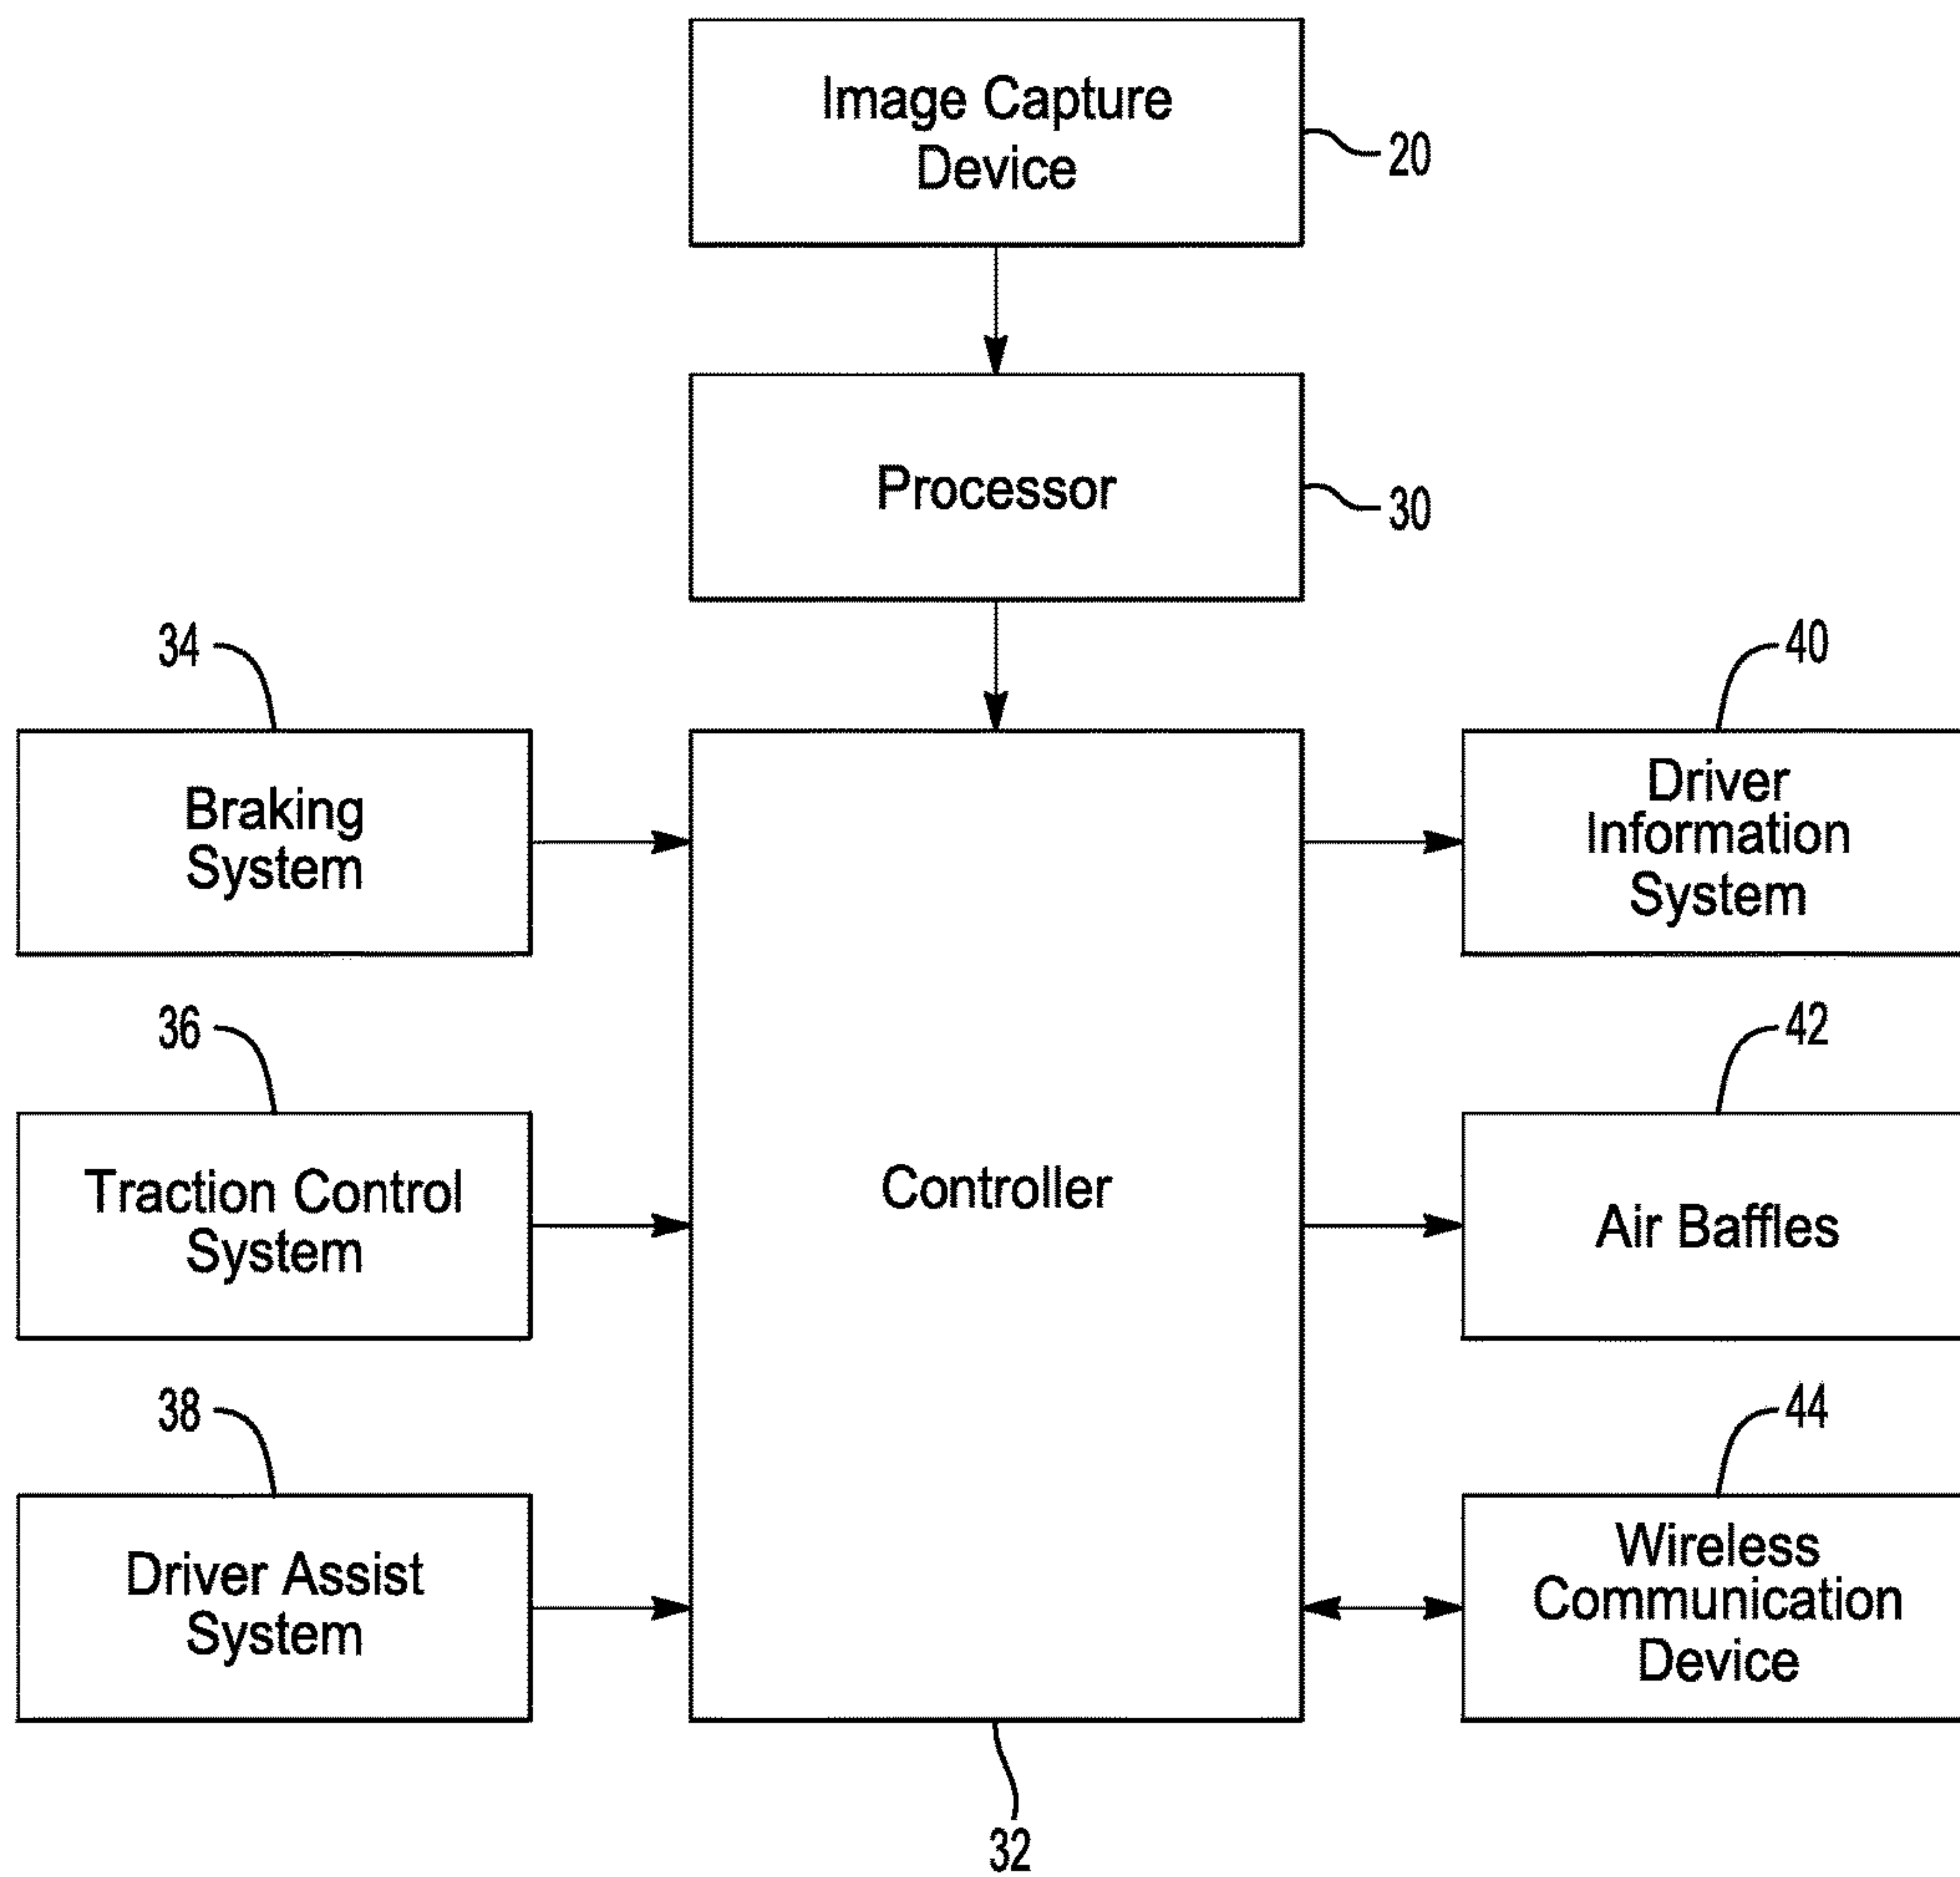 Image Capture
Device
20
Processor
30
34
40
Braking
System
Driver
Information
System
36
42
Traction Control
System
Controller
Air Baffles
38
44
Driver Assist
System
Wireless
Communication
Device
32